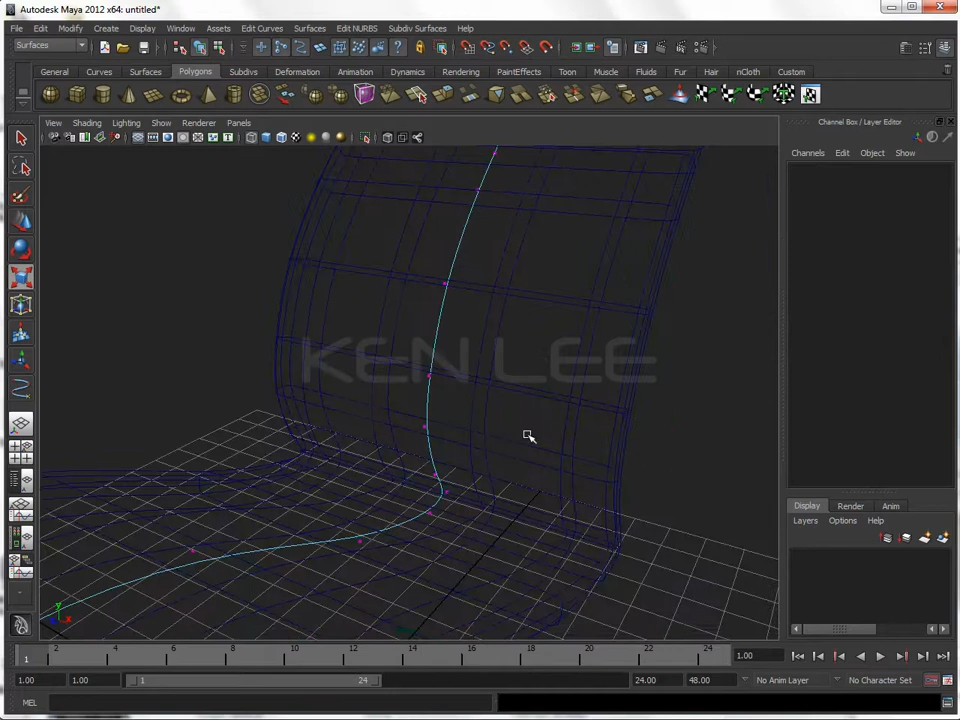 Autodesk Maya 2012 x64: untitled*
File Edit Modify Create Display Window Assets Edit Curves Surfaces Edit NURBS Subdiv Surfaces Help
Surfaces
General Curves Surfaces Polygons Subdivs Deformation Animation Dynamics Rendering PaintEffects Toon Muscle Fluids Fur Hair nCloth Custom
View Shading Lighting Show Renderer Panels
Channel Box / Layer Editor
Channels Edit Object Show
KEN LEE
Display Render Anim
Layers Options Help
y
x
1 2 4 6 8 10 12 14 16 18 20 22 24 1.00
1.00 1.00 1 24 24.00 48.00 No Anim Layer No Character Set
MEL